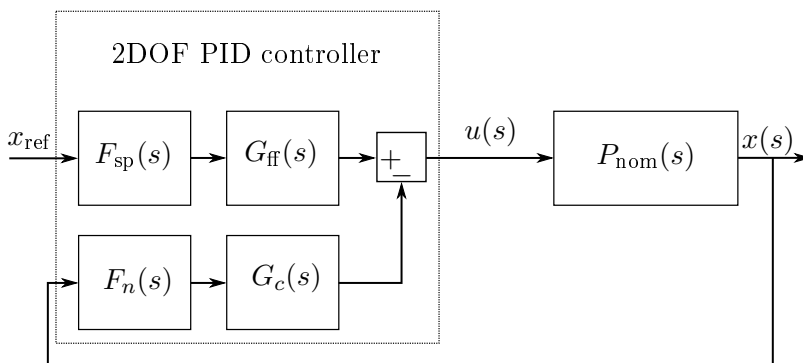 2DOF PID controller
x_ref
F_sp(s)
G_ff(s)
+
−
u(s)
P_nom(s)
x(s)
F_n(s)
G_c(s)